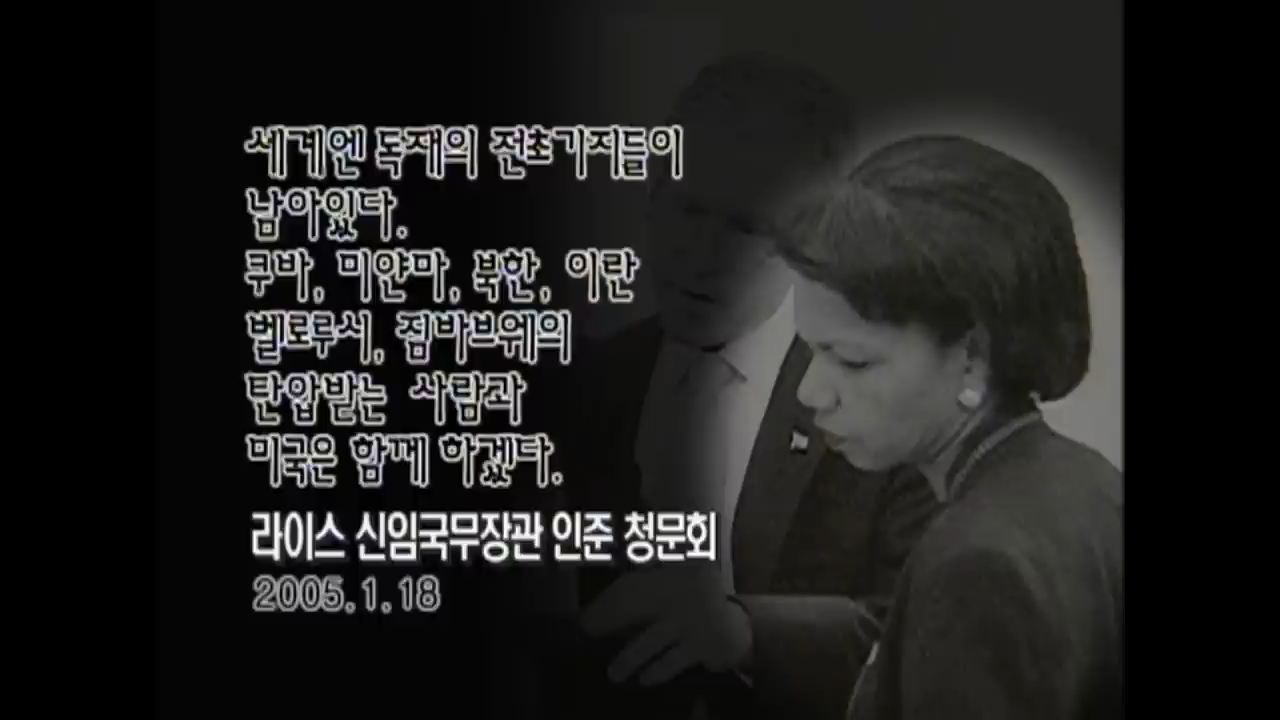 세계엔 독재의 전초기지들이
남아있다.
쿠바, 미얀마, 북한, 이란
벨로루시, 짐바브웨의
탄압받는 사람과
미국은 함께 하겠다.
라이스 신임국무장관 인준 청문회
2005.1.18